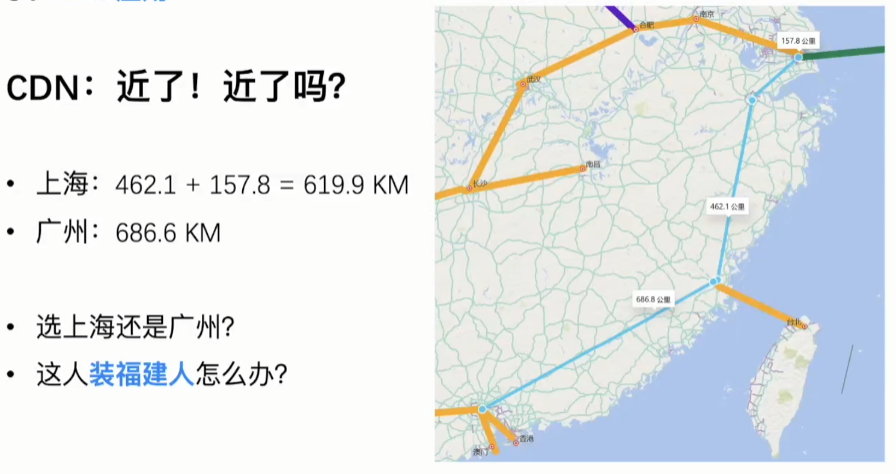 CDN：近了！近了吗？
• 上海：462.1 + 157.8 = 619.9 KM
• 广州：686.6 KM
• 选上海还是广州？
• 这人装福建人怎么办？
合肥
南京
157.8 公里
武汉
南昌
长沙
462.1 公里
686.8 公里
台北
香港
澳门